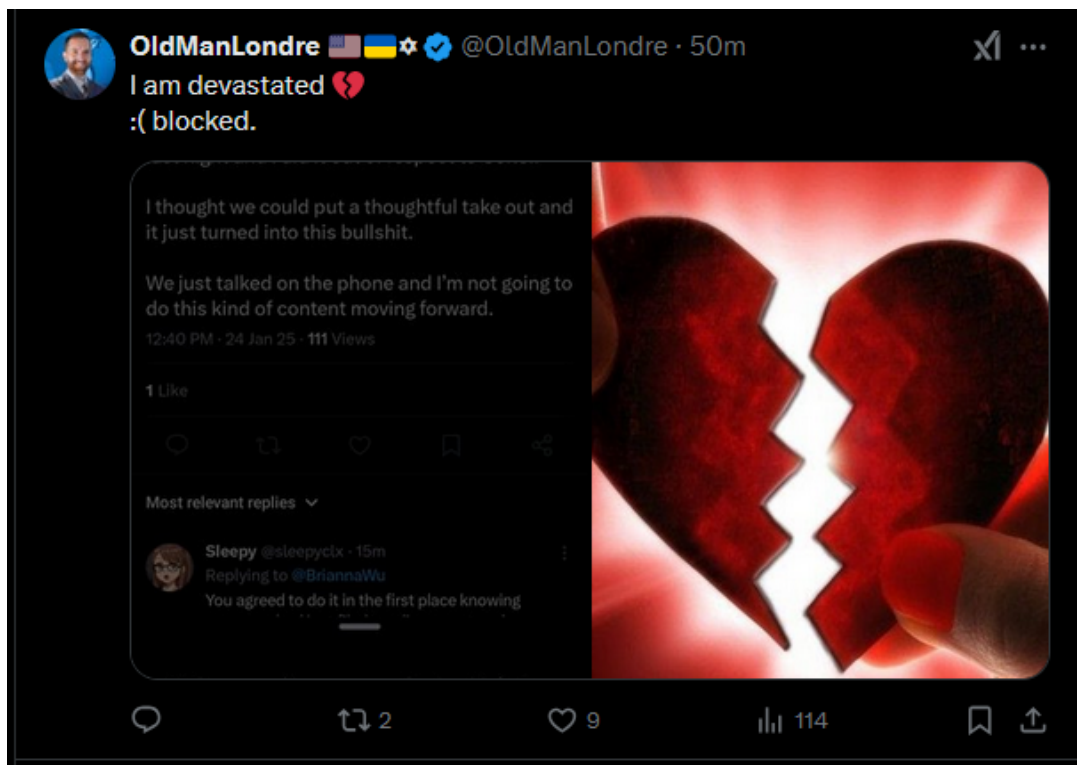 OldManLondre 🇺🇸🇺🇦✡ @OldManLondre · 50m
I am devastated 💔
:( blocked.
I thought we could put a thoughtful take out and
it just turned into this bullshit.
We just talked on the phone and I'm not going to
do this kind of content moving forward.
12:40 PM · 24 Jan 25 · 111 Views
1 Like
Most relevant replies
Sleepy @sleepyclx · 15m
Replying to @BriannaWu
You agreed to do it in the first place knowing
2
9
114